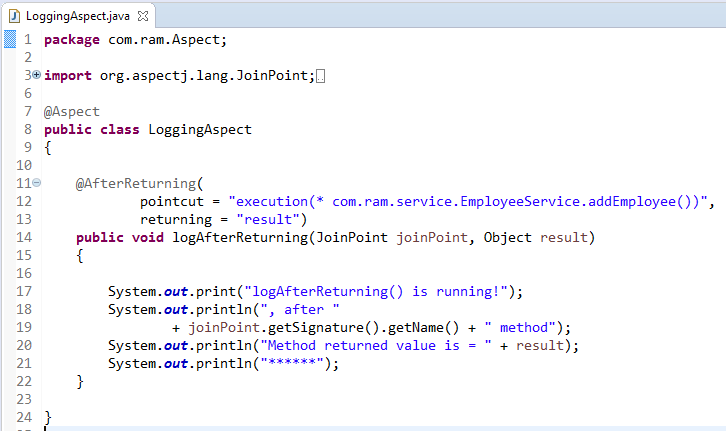 LoggingAspect.java
1 package com.ram.Aspect;
2
3 import org.aspectj.lang.JoinPoint;
6
7 @Aspect
8 public class LoggingAspect
9 {
10
11 @AfterReturning(
12 pointcut = "execution(* com.ram.service.EmployeeService.addEmployee())",
13 returning = "result")
14 public void logAfterReturning(JoinPoint joinPoint, Object result)
15 {
16
17 System.out.print("logAfterReturning() is running!");
18 System.out.println(", after "
19 + joinPoint.getSignature().getName() + " method");
20 System.out.println("Method returned value is = " + result);
21 System.out.println("******");
22 }
23
24 }